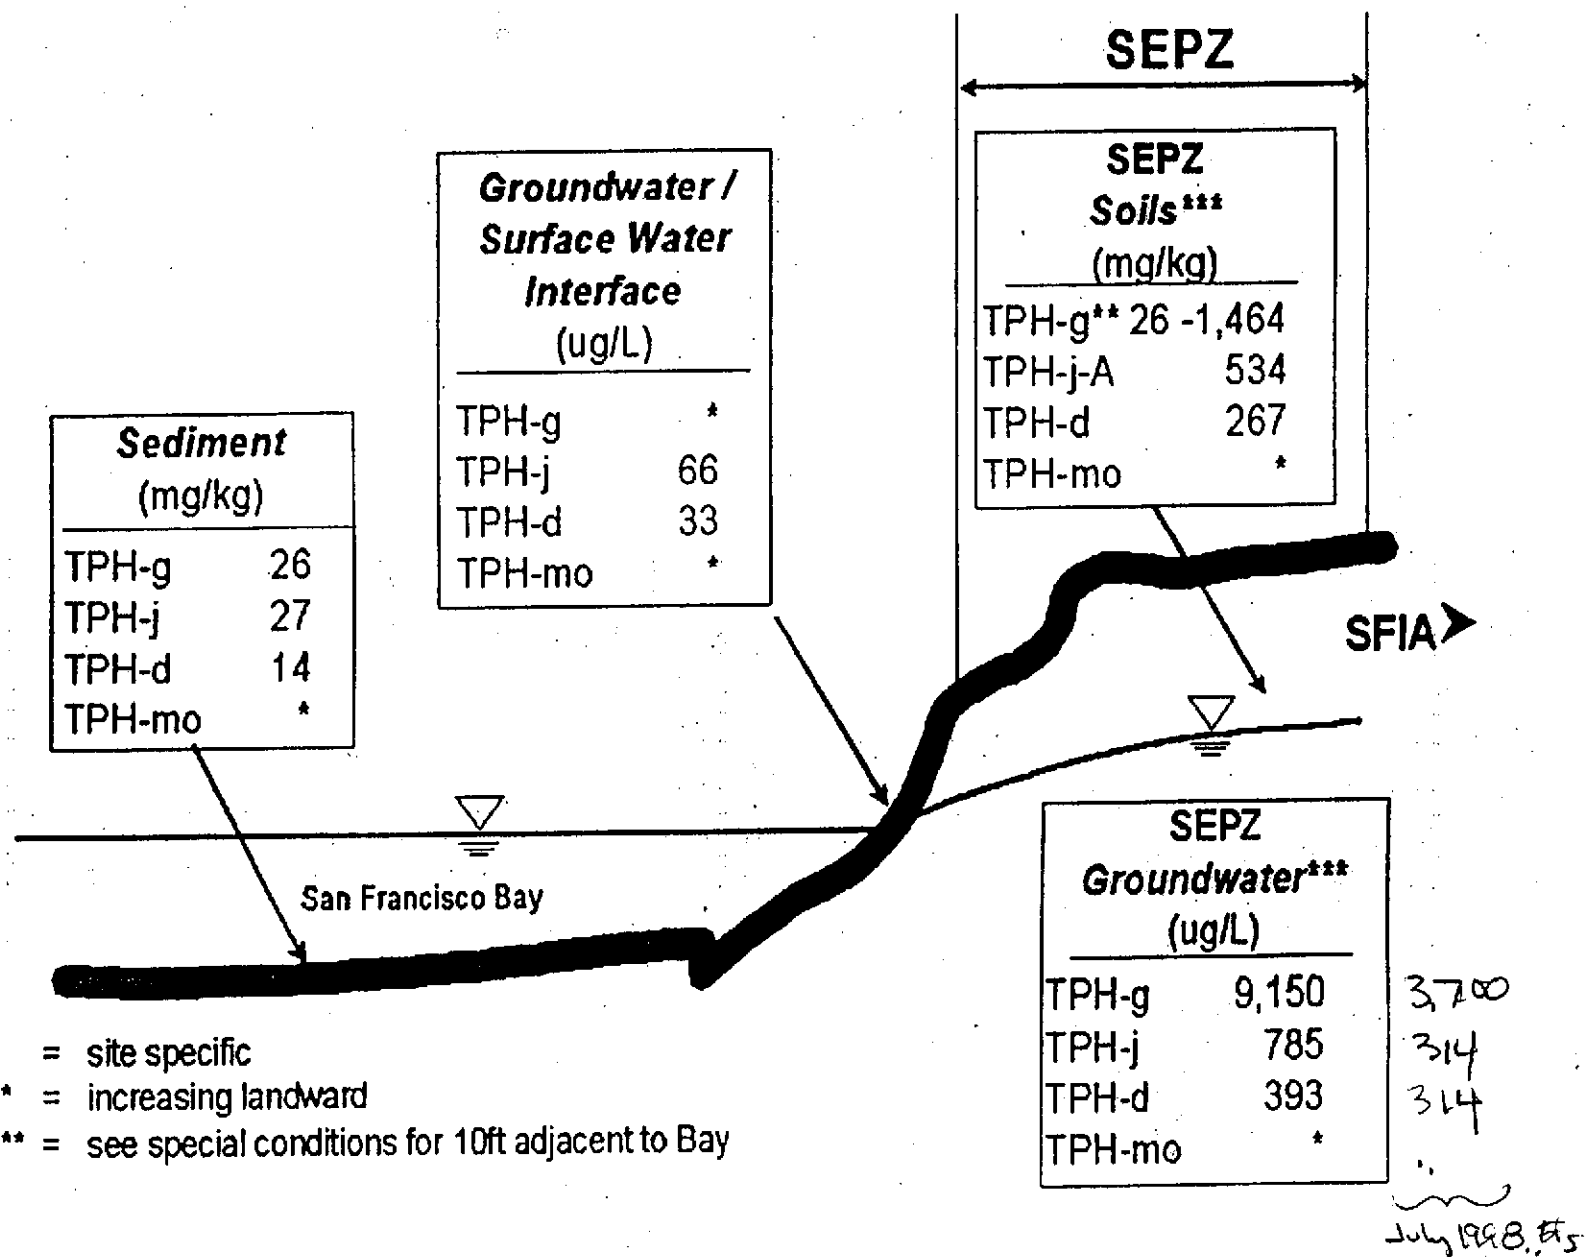 SEPZ
SEPZ
Soils***
(mg/kg)
TPH-g** 26 -1,464
TPH-j-A 534
TPH-d 267
TPH-mo *
Groundwater /
Surface Water
Interface
(ug/L)
TPH-g *
TPH-j 66
TPH-d 33
TPH-mo *
Sediment
(mg/kg)
TPH-g 26
TPH-j 27
TPH-d 14
TPH-mo *
SFIA
San Francisco Bay
SEPZ
Groundwater***
(ug/L)
TPH-g 9,150 3,700
TPH-j 785 314
TPH-d 393 314
TPH-mo *
= site specific
* = increasing landward
** = see special conditions for 10ft adjacent to Bay
July 1998